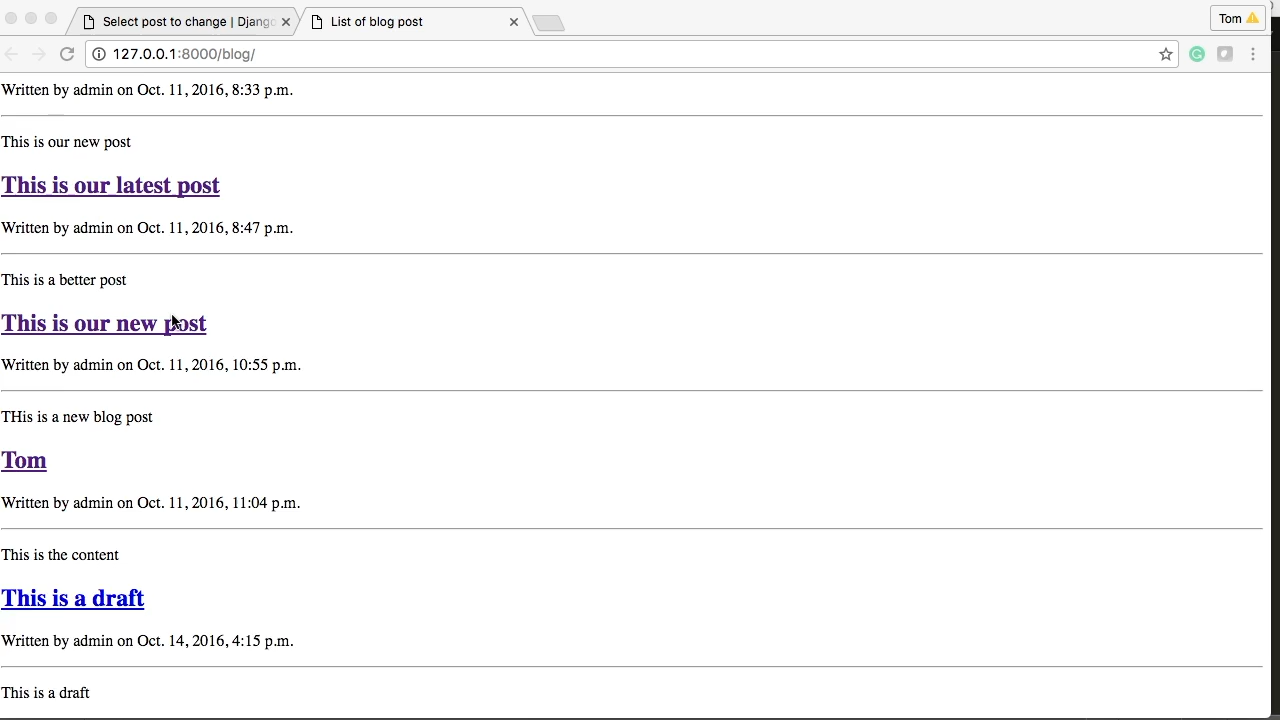 Select post to change | Djang
List of blog post
Tom
127.0.0.1:8000/blog/
Written by admin on Oct. 11, 2016, 8:33 p.m.
This is our new post
This is our latest post
Written by admin on Oct. 11, 2016, 8:47 p.m.
This is a better post
This is our new post
Written by admin on Oct. 11, 2016, 10:55 p.m.
THis is a new blog post
Tom
Written by admin on Oct. 11, 2016, 11:04 p.m.
This is the content
This is a draft
Written by admin on Oct. 14, 2016, 4:15 p.m.
This is a draft